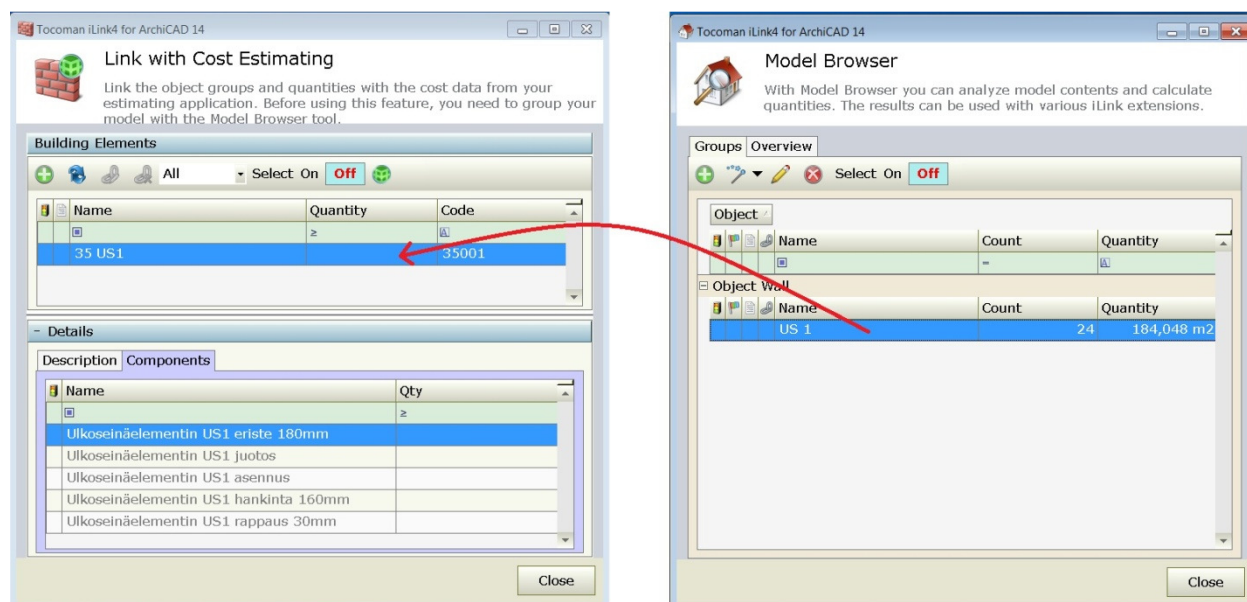 Tocoman iLink4 for ArchiCAD 14
Link with Cost Estimating
Link the object groups and quantities with the cost data from your
estimating application. Before using this feature, you need to group your
model with the Model Browser tool.
Building Elements
All Select On Off
Name Quantity Code
≥
35 US1 35001
- Details
Description Components
Name Qty
≥
Ulkoseinäelementin US1 eriste 180mm
Ulkoseinäelementin US1 juotos
Ulkoseinäelementin US1 asennus
Ulkoseinäelementin US1 hankinta 160mm
Ulkoseinäelementin US1 rappaus 30mm
Close
Tocoman iLink4 for ArchiCAD 14
Model Browser
With Model Browser you can analyze model contents and calculate
quantities. The results can be used with various iLink extensions.
Groups Overview
Select On Off
Object
Name Count Quantity
=
Object Wall
Name Count Quantity
US 1 24 184,048 m2
Close